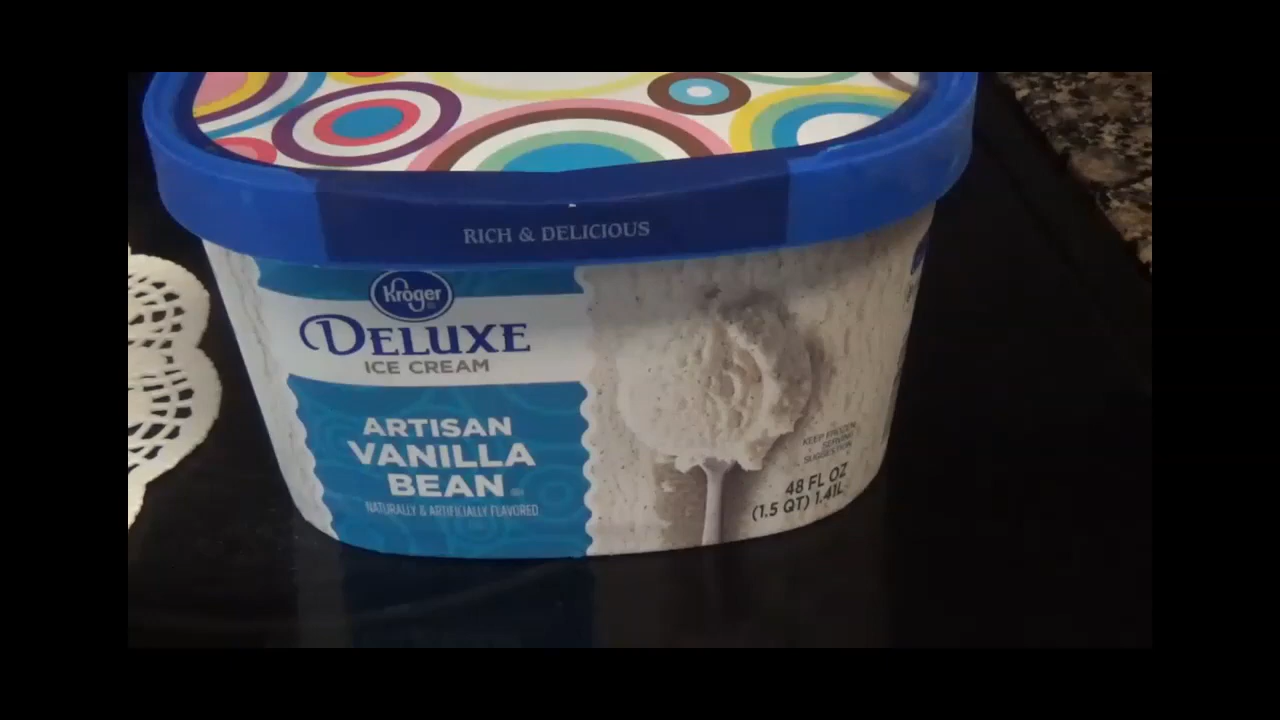 RICH & DELICIOUS
Kroger
DELUXE
ICE CREAM
ARTISAN
VANILLA
BEAN
NATURALLY & ARTIFICIALLY FLAVORED
KEEP FROZEN
SERVING
SUGGESTION
48 FL OZ
(1.5 QT) 1.41L